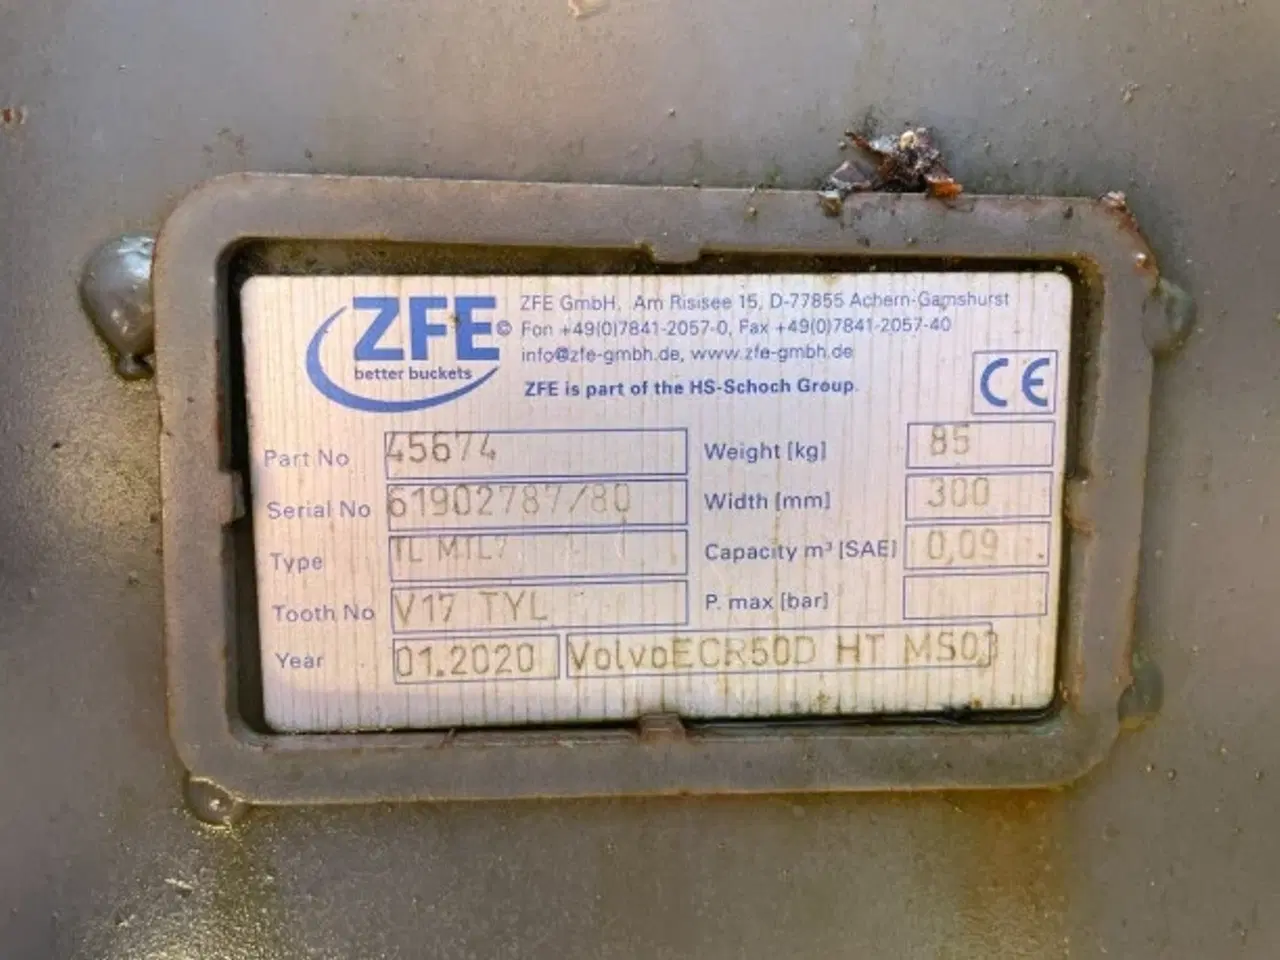 ZFE©
better buckets
ZFE GmbH, Am Risisee 15, D-77855 Achern-Gamshurst
Fon +49(0)7841-2057-0, Fax +49(0)7841-2057-40
info@zfe-gmbh.de, www.zfe-gmbh.de
ZFE is part of the HS-Schoch Group.
CE
Part No 45674 Weight [kg] 85
Serial No 61902787/80 Width [mm] 300
Type TL Capacity m³ [SAE] 0,09
Tooth No V17 TYL P. max [bar]
Year 01.2020 VolvoECR50D HT MS03